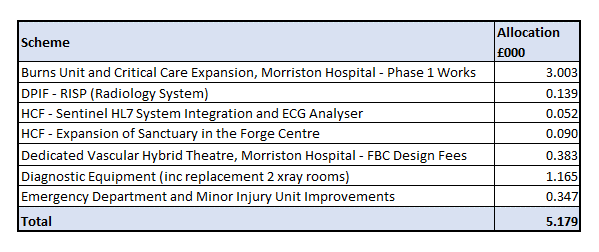 Scheme Allocation £000
Burns Unit and Critical Care Expansion, Morriston Hospital - Phase 1 Works 3.003
DPIF - RISP (Radiology System) 0.139
HCF - Sentinel HL7 System Integration and ECG Analyser 0.052
HCF - Expansion of Sanctuary in the Forge Centre 0.090
Dedicated Vascular Hybrid Theatre, Morriston Hospital - FBC Design Fees 0.383
Diagnostic Equipment (inc replacement 2 xray rooms) 1.165
Emergency Department and Minor Injury Unit Improvements 0.347
Total 5.179